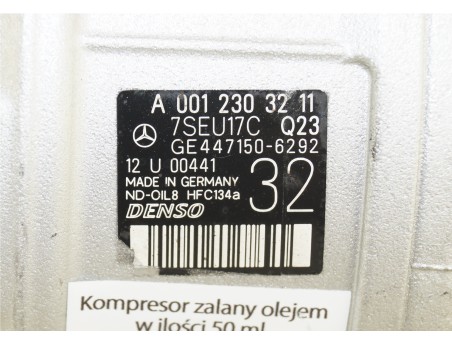 A 001 230 32 11
7SEU17C Q23
GE447150-6292
12 U 00441
MADE IN GERMANY
ND-OIL8 HFC134a
32
DENSO
Kompresor zalany olejem
w ilości 50 ml